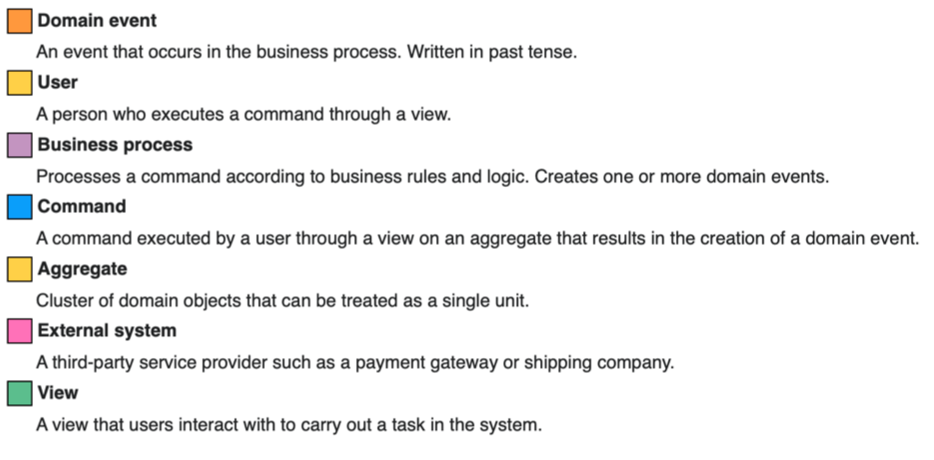 Domain event
An event that occurs in the business process. Written in past tense.
User
A person who executes a command through a view.
Business process
Processes a command according to business rules and logic. Creates one or more domain events.
Command
A command executed by a user through a view on an aggregate that results in the creation of a domain event.
Aggregate
Cluster of domain objects that can be treated as a single unit.
External system
A third-party service provider such as a payment gateway or shipping company.
View
A view that users interact with to carry out a task in the system.